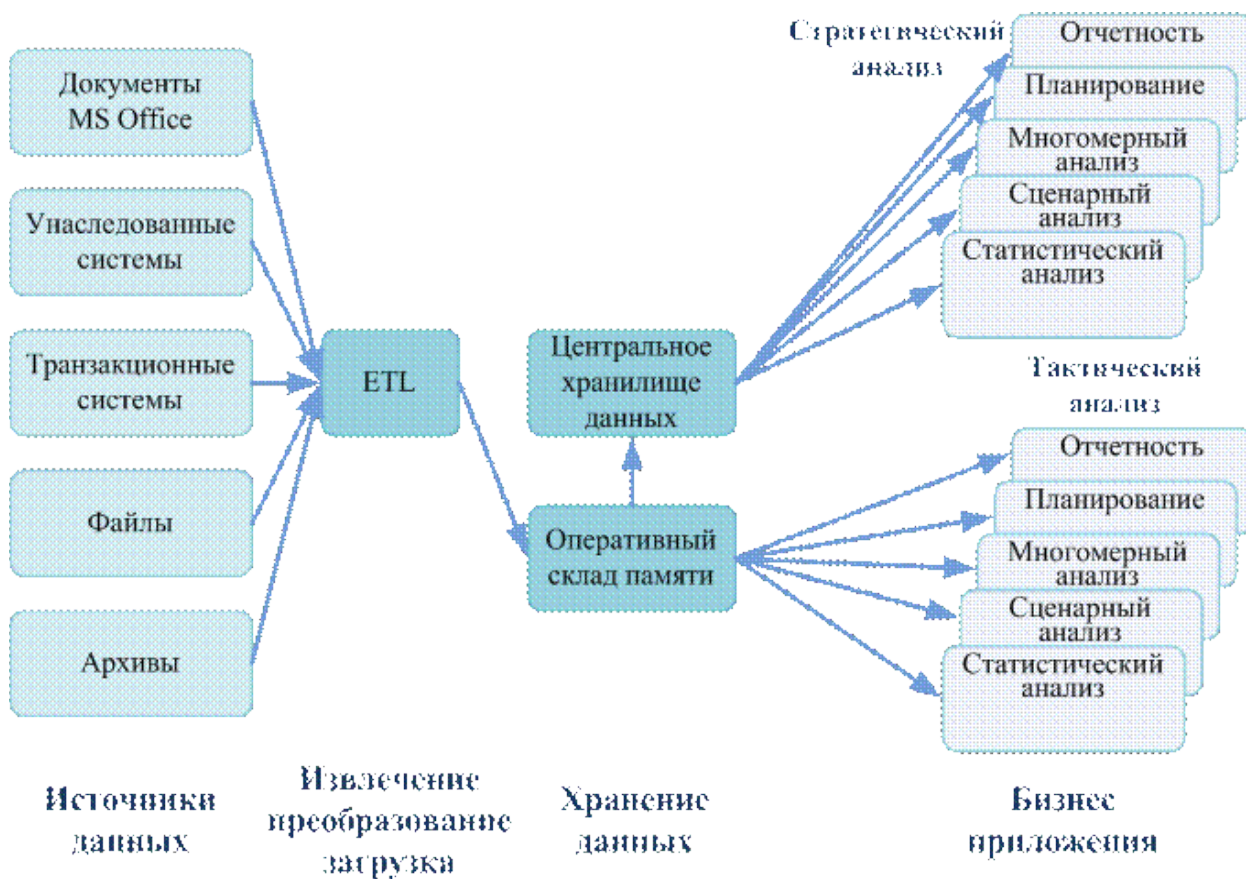 Документы
MS Office
Унаследованные
системы
Транзакционные
системы
Файлы
Архивы
Источники
данных
ETL
Извлечение
преобразование
загрузка
Центральное
хранилище
данных
Оперативный
склад памяти
Хранение
данных
Стратегический
анализ
Отчетность
Планирование
Многомерный
анализ
Сценарный
анализ
Статистический
анализ
Тактический
анализ
Отчетность
Планирование
Многомерный
анализ
Сценарный
анализ
Статистический
анализ
Бизнес
приложения